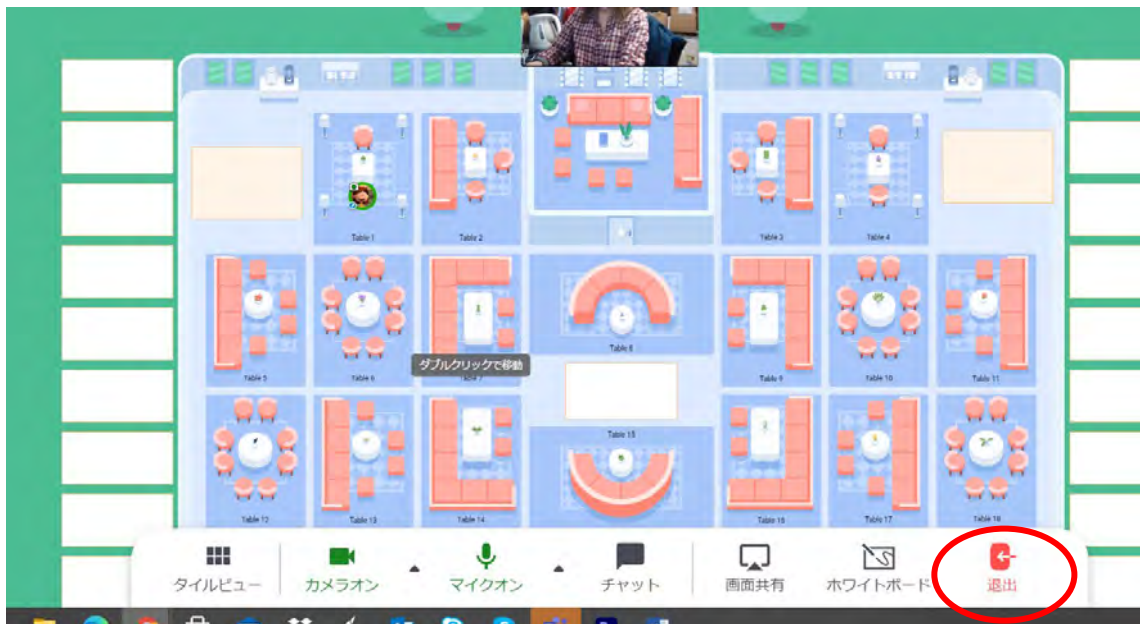 Table 1
Table 2
Table 3
Table 4
Table 5
Table 6
ダブルクリックで移動
Table 7
Table 8
Table 9
Table 10
Table 11
Table 12
Table 13
Table 14
Table 15
Table 16
Table 17
Table 18
タイルビュー
カメラオン
マイクオン
チャット
画面共有
ホワイトボード
退出